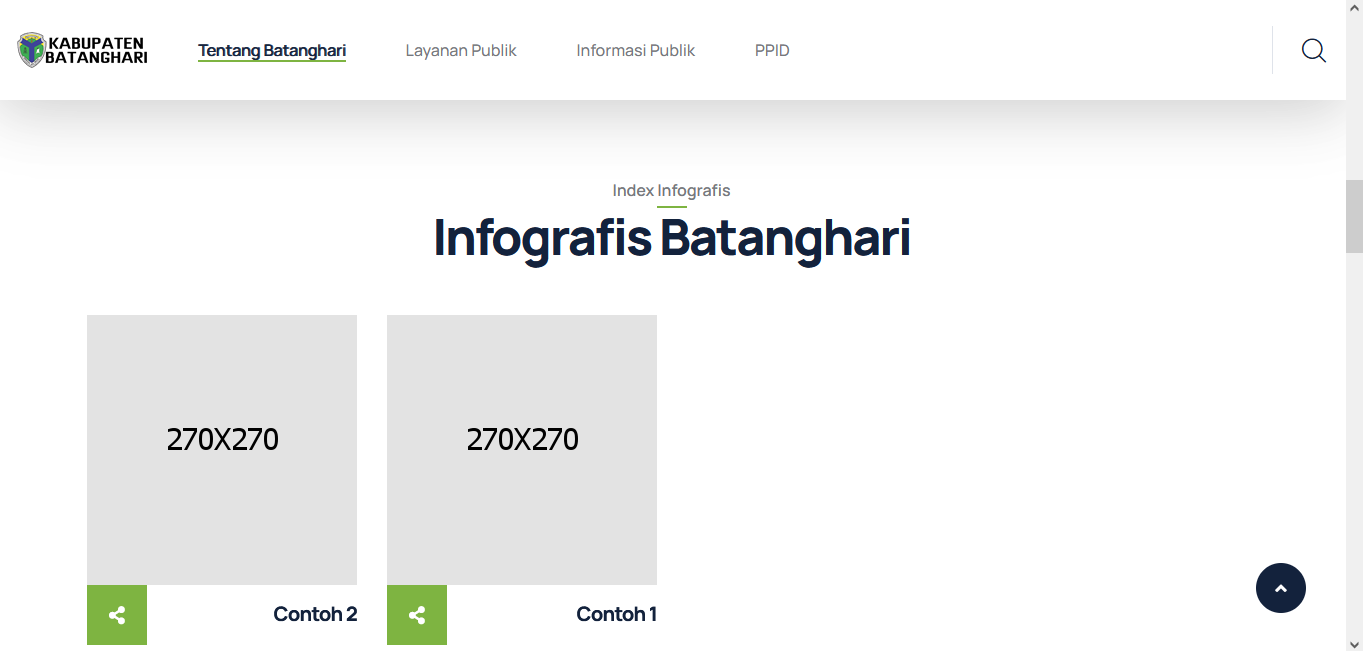 KABUPATEN
BATANGHARI
Tentang Batanghari
Layanan Publik
Informasi Publik
PPID
Index Infografis
Infografis Batanghari
270X270
270X270
Contoh 2
Contoh 1